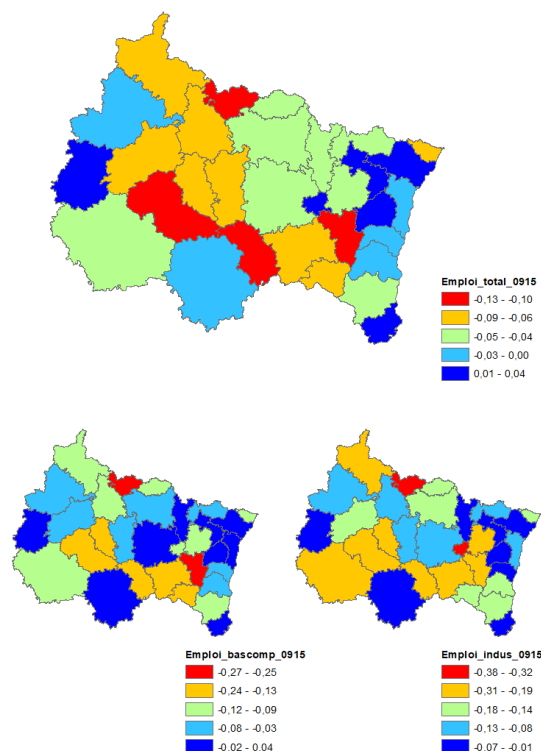 Emploi_total_0915
-0,13 - -0,10
-0,09 - -0,06
-0,05 - -0,04
-0,03 - 0,00
0,01 - 0,04
Emploi_bascomp_0915
-0,27 - -0,25
-0,24 - -0,13
-0,12 - -0,09
-0,08 - -0,03
-0,02 - 0,04
Emploi_indus_0915
-0,38 - -0,32
-0,31 - -0,19
-0,18 - -0,14
-0,13 - -0,08
-0,07 - -0,01